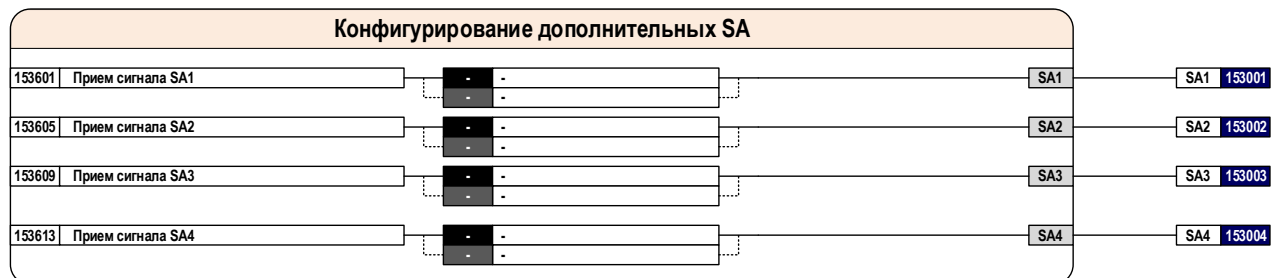 Конфигурирование дополнительных SA
153601 Прием сигнала SA1 - - SA1 SA1 153001
- -
153605 Прием сигнала SA2 - - SA2 SA2 153002
- -
153609 Прием сигнала SA3 - - SA3 SA3 153003
- -
153613 Прием сигнала SA4 - - SA4 SA4 153004
- -